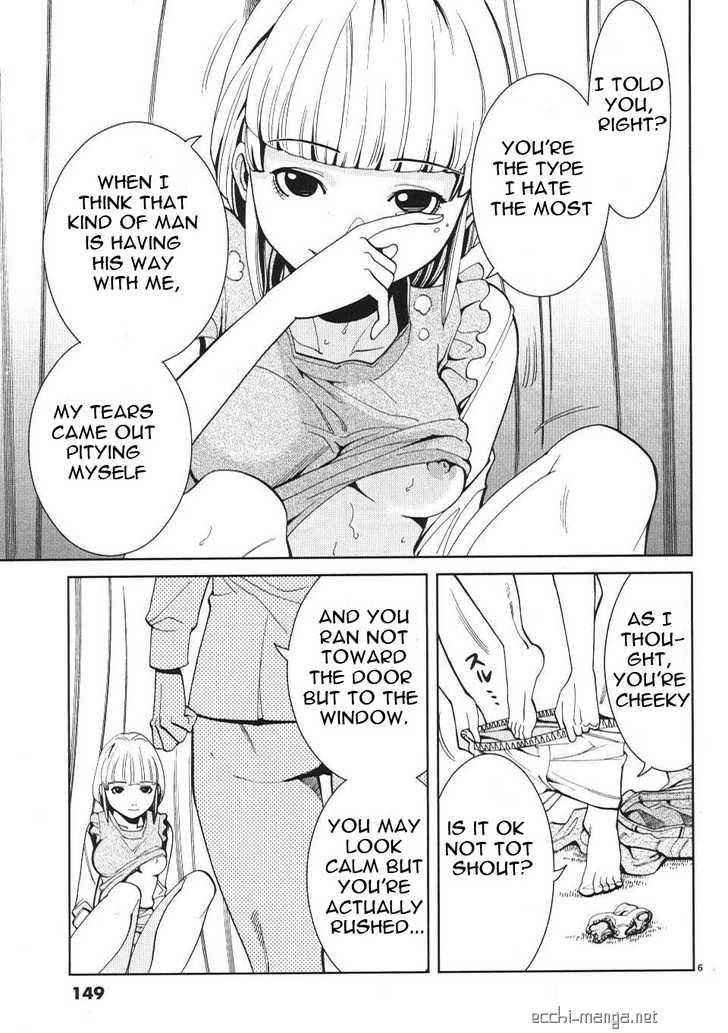 I TOLD
YOU,
RIGHT?
YOU'RE
THE TYPE
I HATE
THE MOST
WHEN I
THINK THAT
KIND OF MAN
IS HAVING
HIS WAY
WITH ME,
MY TEARS
CAME OUT
PITYING
MYSELF
AS I
THOU-
GHT,
YOU'RE
CHEEKY
スル...
IS IT OK
NOT TOT
SHOUT?
AND YOU
RAN NOT
TOWARD
THE DOOR
BUT TO THE
WINDOW.
YOU MAY
LOOK
CALM BUT
YOU'RE
ACTUALLY
RUSHED...
6
149
ecchi-manga.net